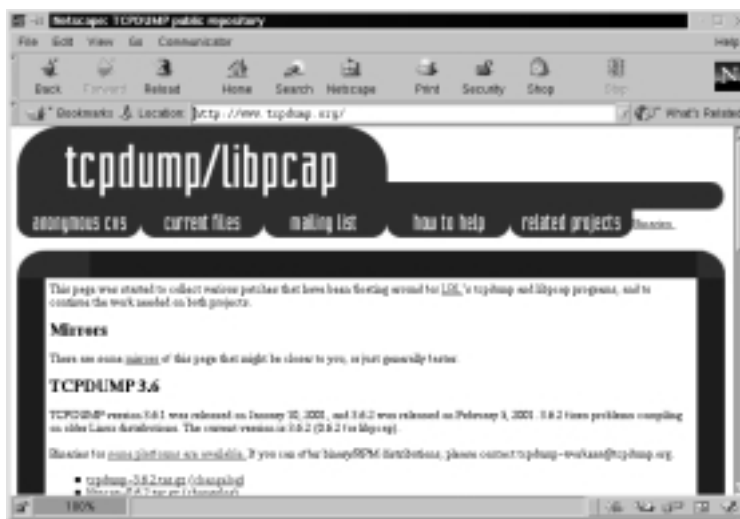 Netscape: TCPDUMP public repository
File Edit View Go Communicator Help
Back Forward Reload Home Search Netscape Print Security Shop Stop
Bookmarks Location: http://www.tcpdump.org/ What's Related
tcpdump/libpcap
anonymous cvs current files mailing list how to help related projects Binaries
This page was started to collect various patches that have been floating around for LBL's tcpdump and libpcap programs, and to
continue the work needed on both projects.
Mirrors
There are some mirrors of this page that might be closer to you, or just generally faster.
TCPDUMP 3.6
TCPDUMP version 3.6.1 was released on January 10, 2001, and 3.6.2 was released on February 5, 2001. 3.6.2 fixes problems compiling
on older Linux distributions. The current version is 3.6.2 (0.6.2 for libpcap).
Binaries for some platforms are available. If you can offer binary/RPM distributions, please contact tcpdump-workers@tcpdump.org.
tcpdump-3.6.2.tar.gz (changelog)
libpcap-0.6.2.tar.gz (changelog)
100%